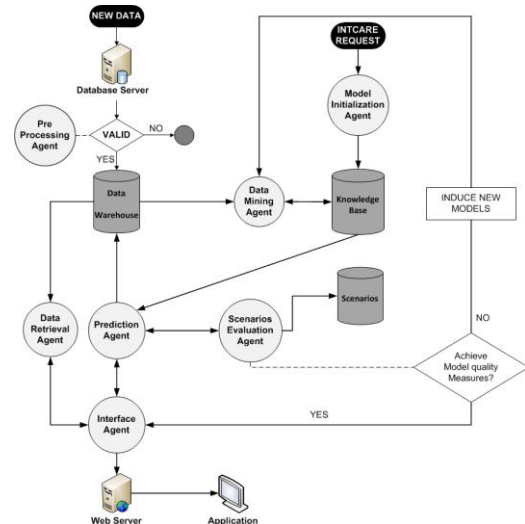 NEW DATA
INTCARE
REQUEST
Database Server
Model
Initialization
Agent
Pre
Processing
Agent
VALID
NO
YES
Data
Warehouse
Data
Mining
Agent
Knowledge
Base
INDUCE NEW
MODELS
Data
Retrieval
Agent
Prediction
Agent
Scenarios
Evaluation
Agent
Scenarios
NO
Achieve
Model quality
Measures?
YES
Interface
Agent
Web Server
Application